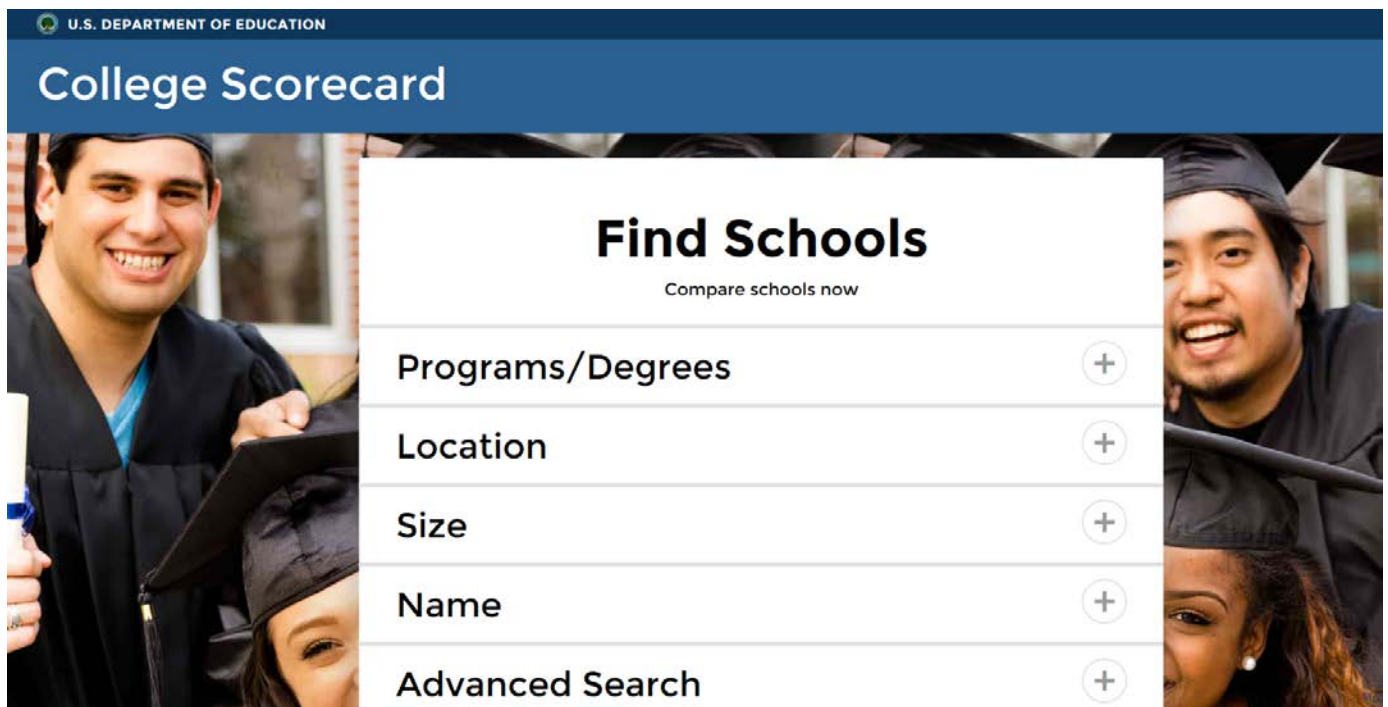 U.S. DEPARTMENT OF EDUCATION
College Scorecard
Find Schools
Compare schools now
Programs/Degrees
Location
Size
Name
Advanced Search